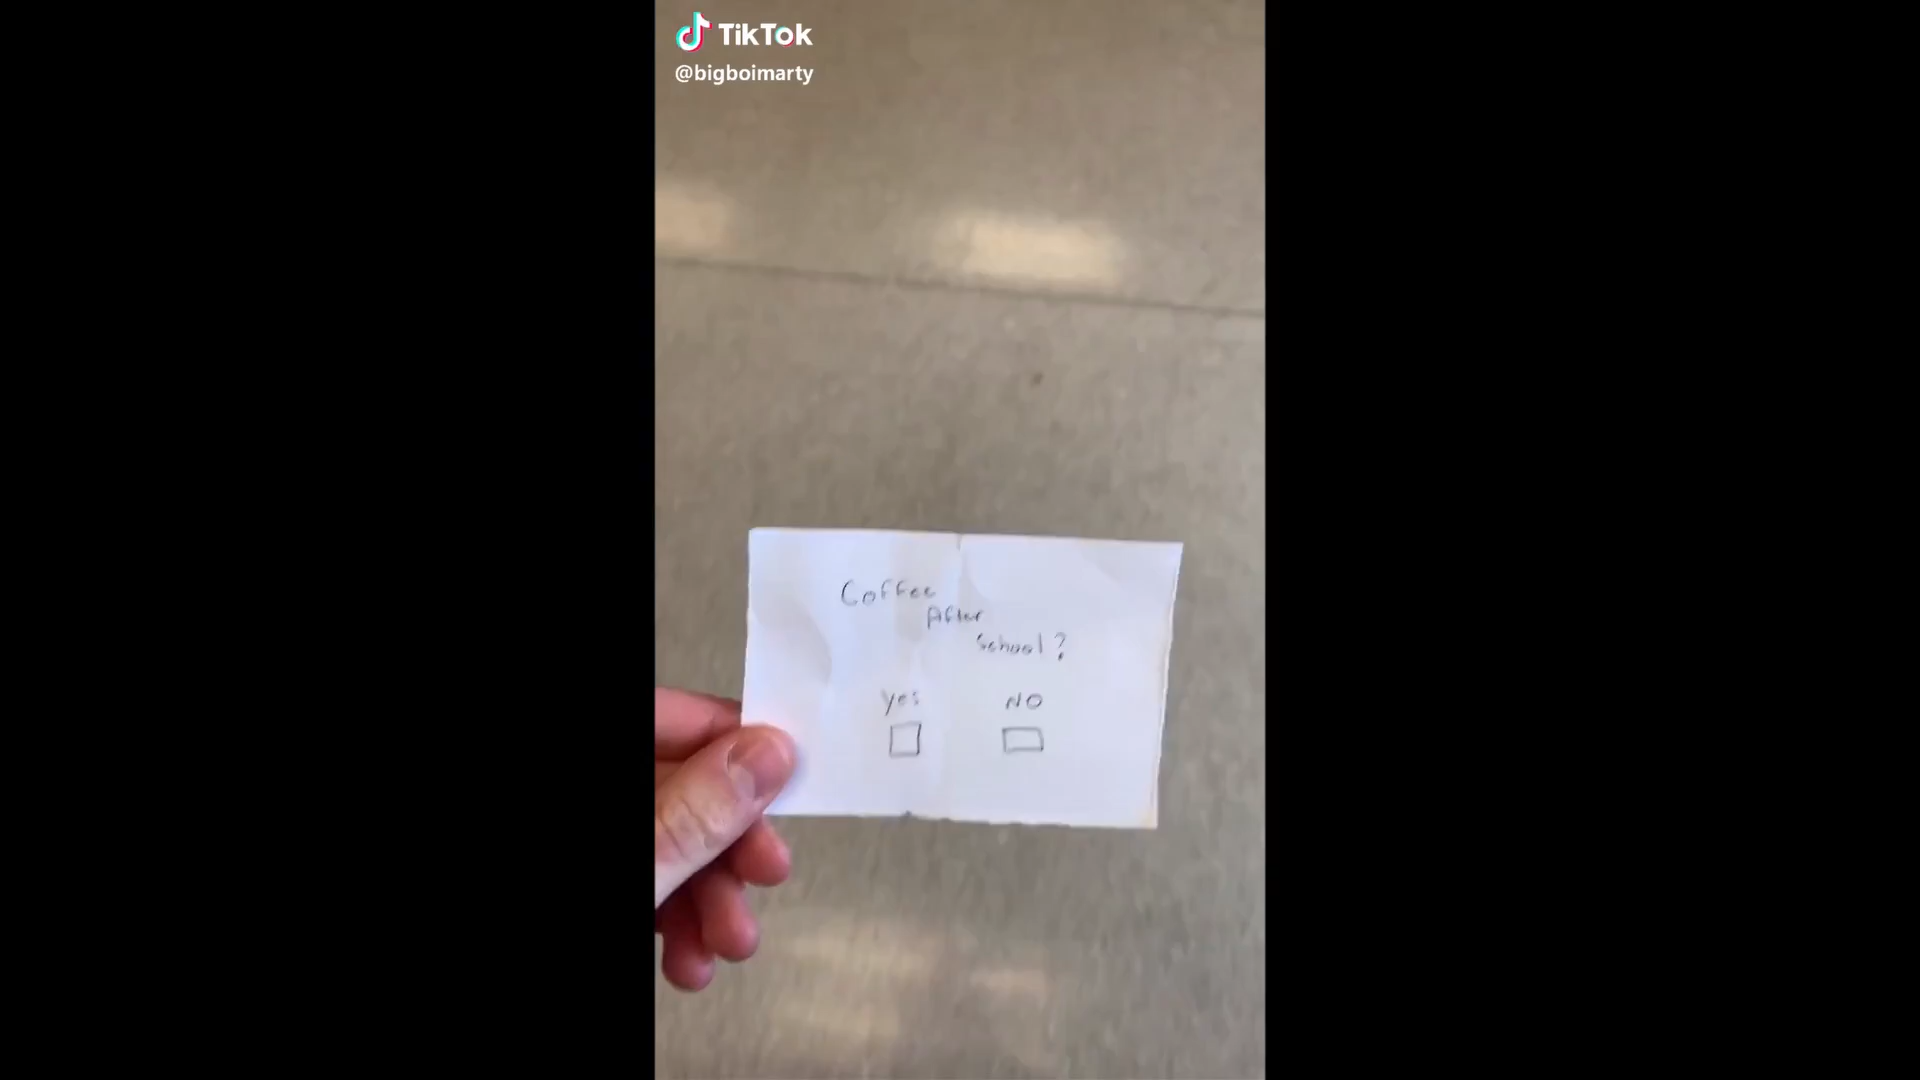 TikTok
@bigboimarty
Coffee
After
School?
yes NO